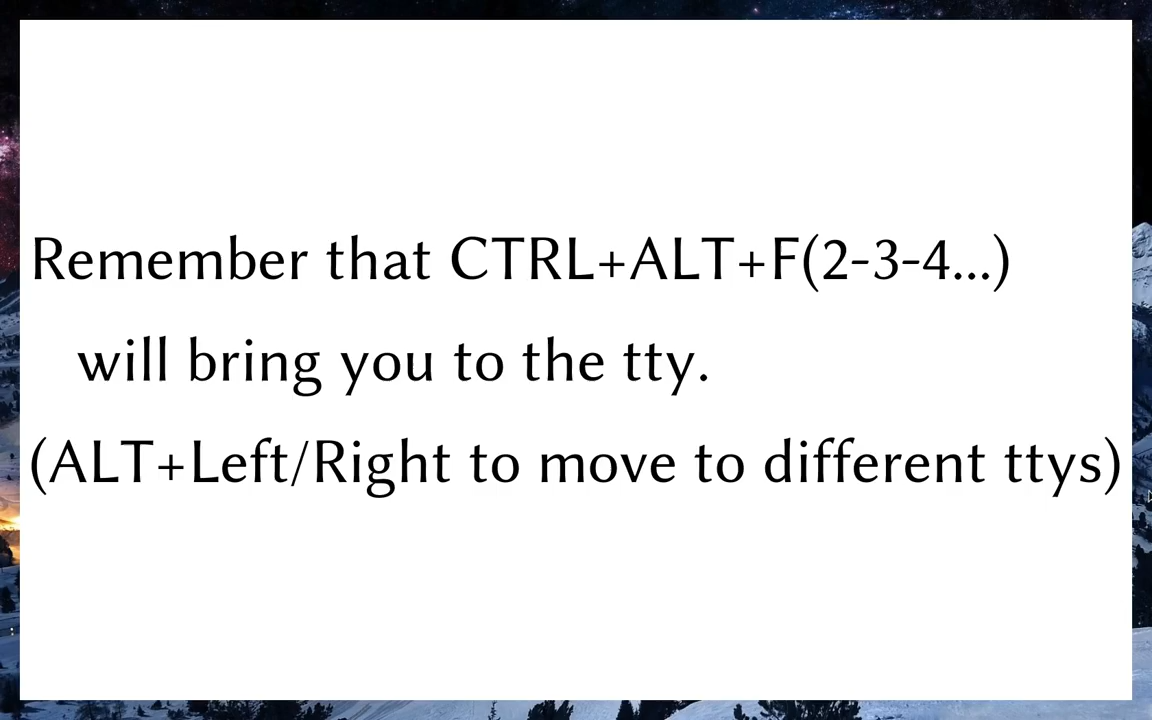 Remember that CTRL+ALT+F(2-3-4...)
will bring you to the tty.
(ALT+Left/Right to move to different ttys)